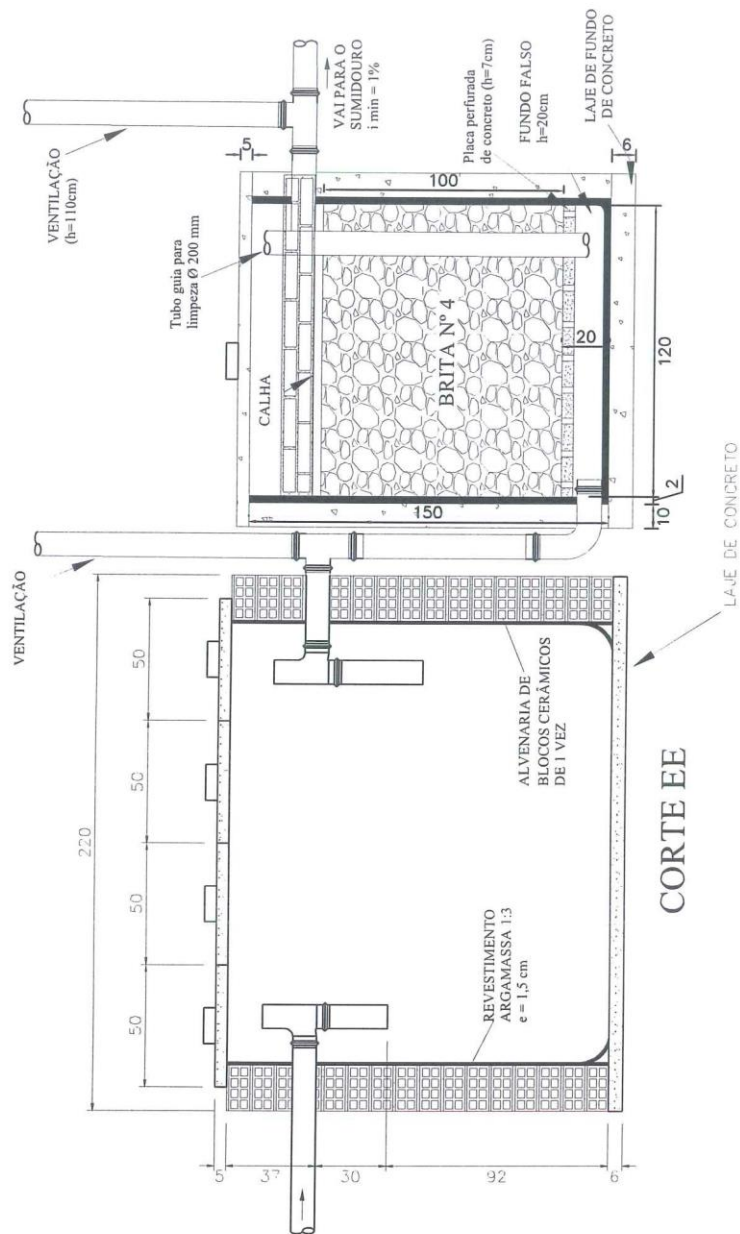 VENTILAÇÃO
220
50
50
50
50
5
37
30
92
6
REVESTIMENTO
ARGAMASSA 1:3
e = 1,5 cm
ALVENARIA DE
BLOCOS CERÂMICOS
DE 1 VEZ
CORTE EE
LAJE DE CONCRETO
VENTILAÇÃO
(h=110cm)
5
Tubo guia para
limpeza Ø 200 mm
CALHA
VAI PARA O
SUMIDOURO
i min = 1%
BRITA Nº 4
100
150
Placa perfurada
de concreto (h=7cm)
FUNDO FALSO
h=20cm
LAJE DE FUNDO
DE CONCRETO
20
6
120
10
2